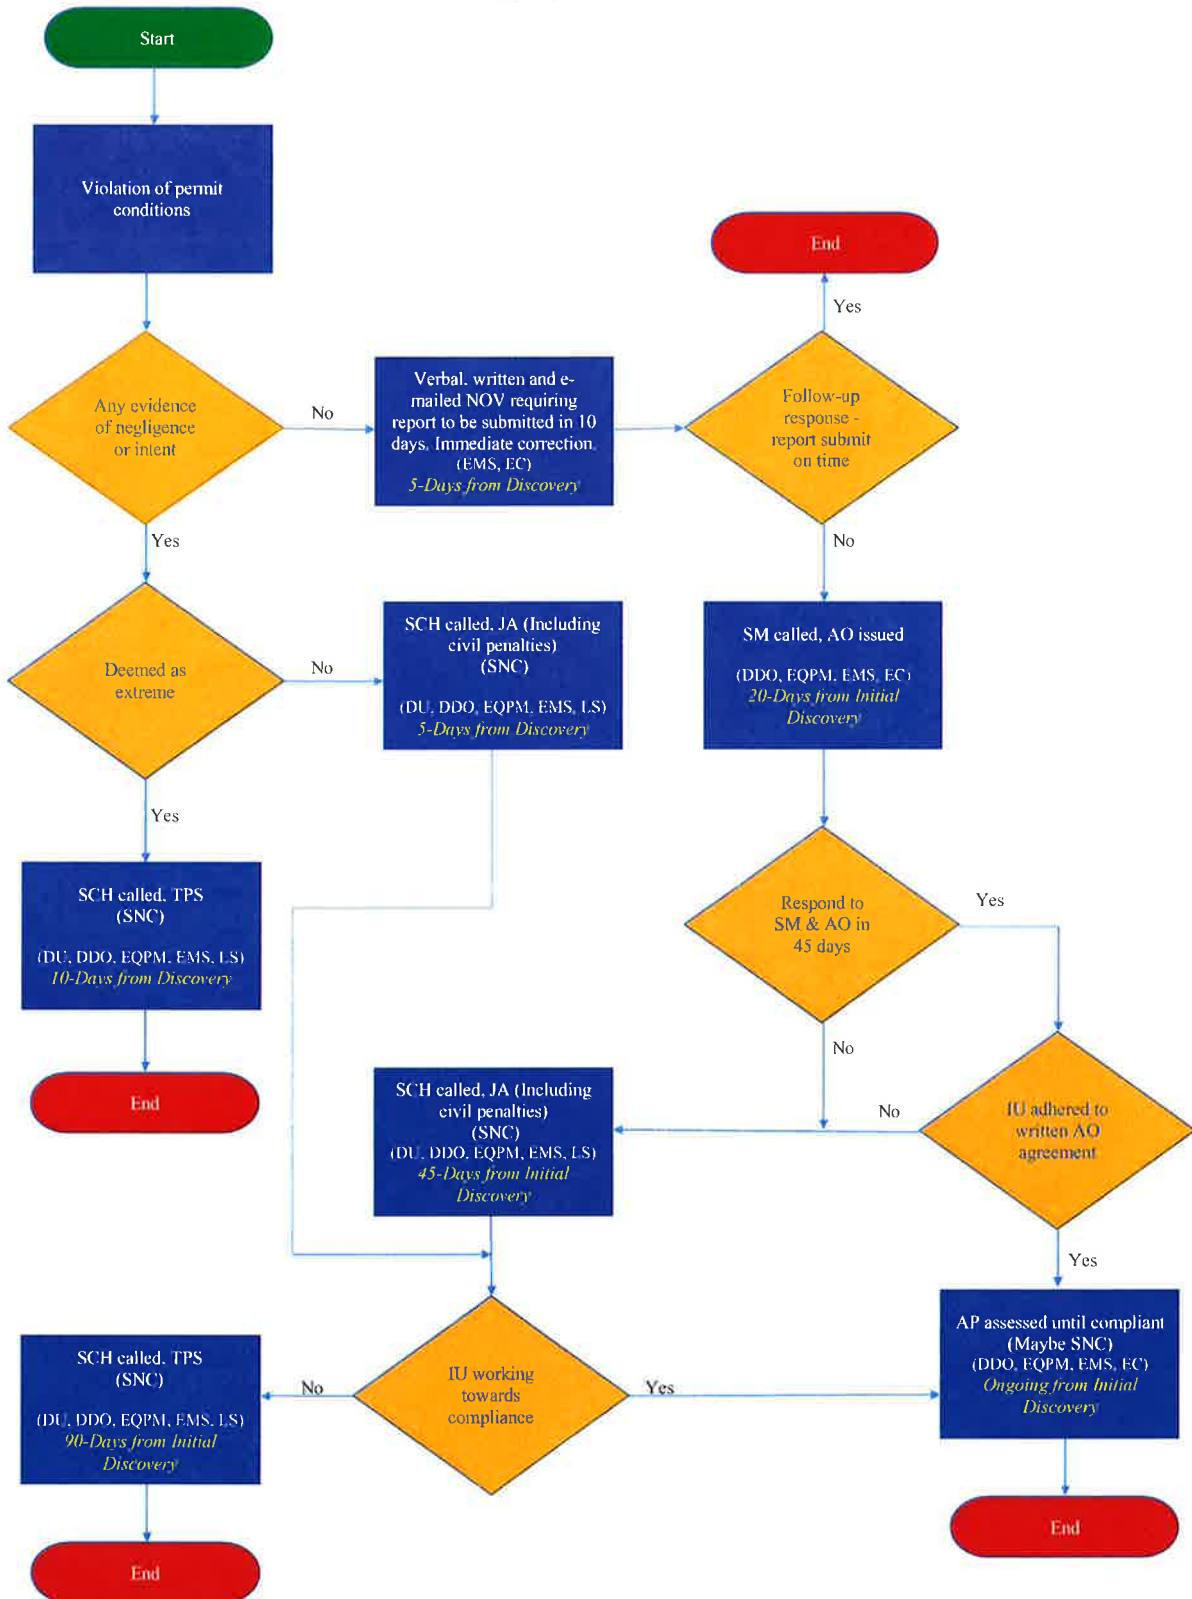 Start
Violation of permit
conditions
End
Yes
Any evidence
of negligence
or intent
No
Verbal, written and e-
mailed NOV requiring
report to be submitted in 10
days. Immediate correction.
(EMS, EC)
5-Days from Discovery
Follow-up
response -
report submit
on time
Yes
No
Deemed as
extreme
No
SCH called, JA (Including
civil penalties)
(SNC)
(DU, DDO, EQPM, EMS, LS)
5-Days from Discovery
SM called, AO issued
(DDO, EQPM, EMS, EC)
20-Days from Initial
Discovery
Yes
SCH called, TPS
(SNC)
(DU, DDO, EQPM, EMS, LS)
10-Days from Discovery
Respond to
SM & AO in
45 days
Yes
No
End
SCH called, JA (Including
civil penalties)
(SNC)
(DU, DDO, EQPM, EMS, LS)
45-Days from Initial
Discovery
No
IU adhered to
written AO
agreement
Yes
SCH called, TPS
(SNC)
(DU, DDO, EQPM, EMS, LS)
90-Days from Initial
Discovery
No
IU working
towards
compliance
Yes
AP assessed until compliant
(Maybe SNC)
(DDO, EQPM, EMS, EC)
Ongoing from Initial
Discovery
End
End